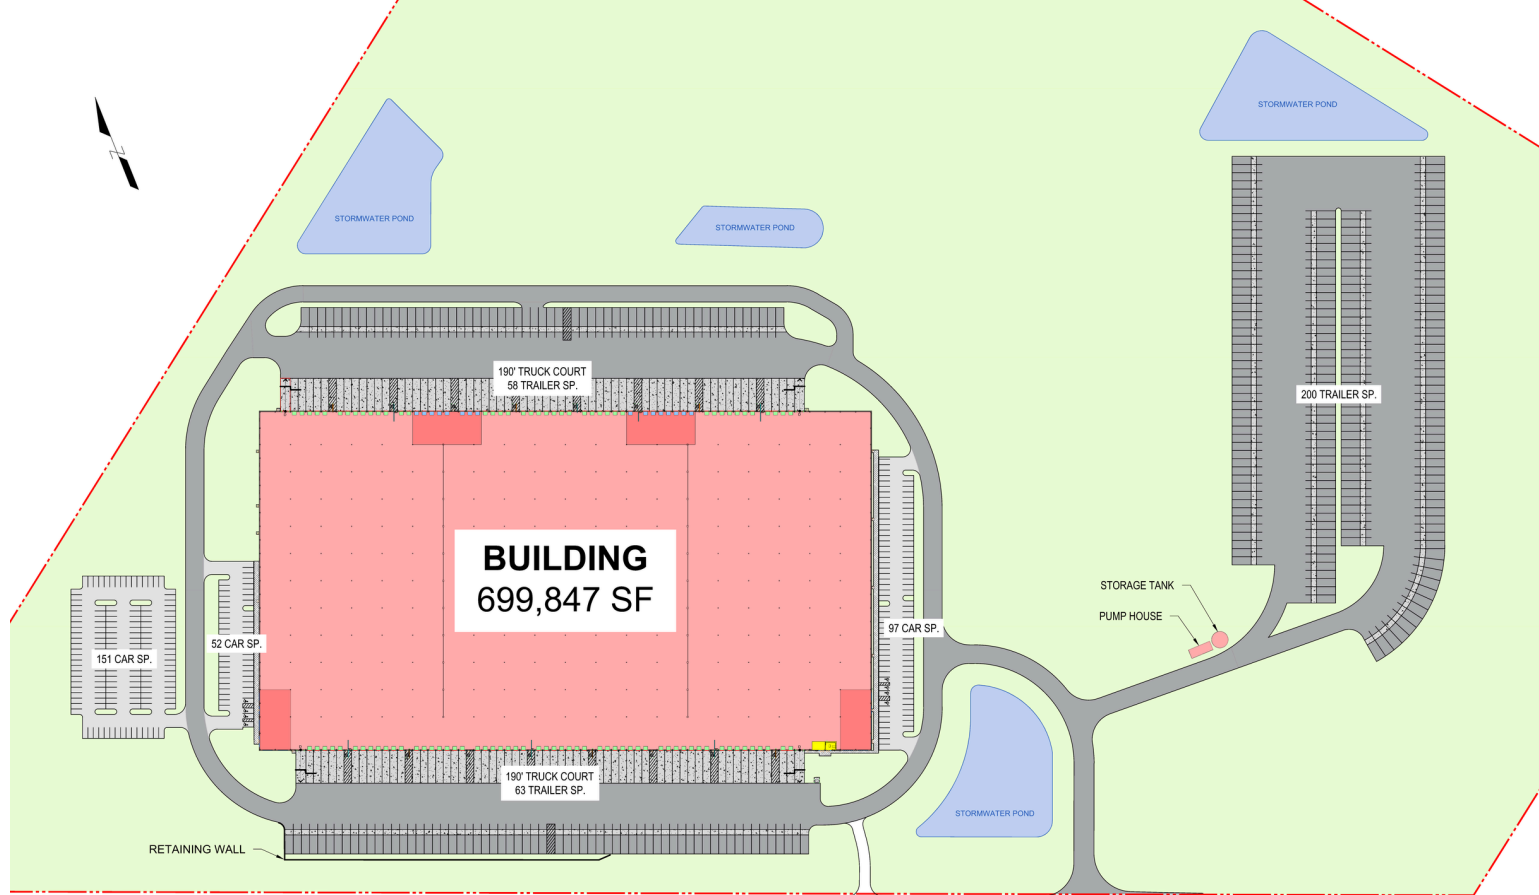 STORMWATER POND
STORMWATER POND
STORMWATER POND
N
190' TRUCK COURT
58 TRAILER SP.
200 TRAILER SP.
BUILDING
699,847 SF
STORAGE TANK
PUMP HOUSE
97 CAR SP.
52 CAR SP.
151 CAR SP.
190' TRUCK COURT
63 TRAILER SP.
STORMWATER POND
RETAINING WALL